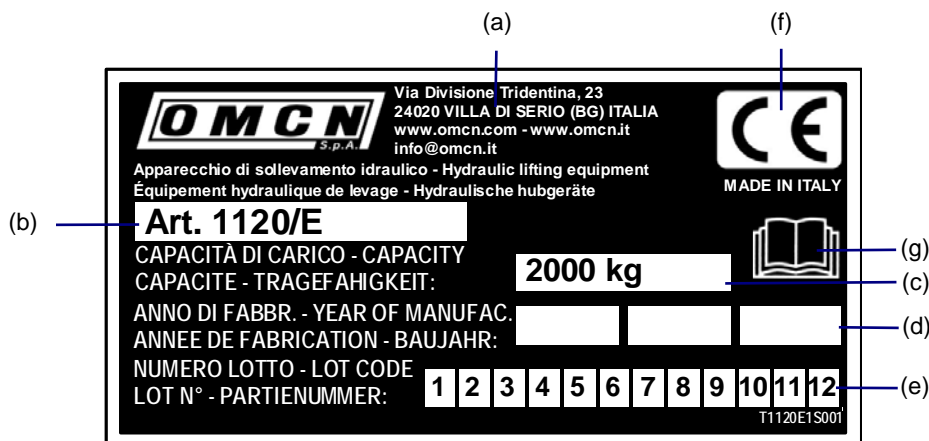 (a)
(f)
OMCN
S.p.A.
Via Divisione Tridentina, 23
24020 VILLA DI SERIO (BG) ITALIA
www.omcn.com - www.omcn.it
info@omcn.it
CE
MADE IN ITALY
Apparecchio di sollevamento idraulico - Hydraulic lifting equipment
Équipement hydraulique de levage - Hydraulische hubgeräte
(b)
Art. 1120/E
(g)
CAPACITÀ DI CARICO - CAPACITY
CAPACITE - TRAGEFAHIGKEIT:
2000 kg
(c)
ANNO DI FABBR. - YEAR OF MANUFAC.
ANNEE DE FABRICATION - BAUJAHR:
(d)
NUMERO LOTTO - LOT CODE
LOT N° - PARTIENUMMER:
1 2 3 4 5 6 7 8 9 10 11 12
(e)
T1120E1S001